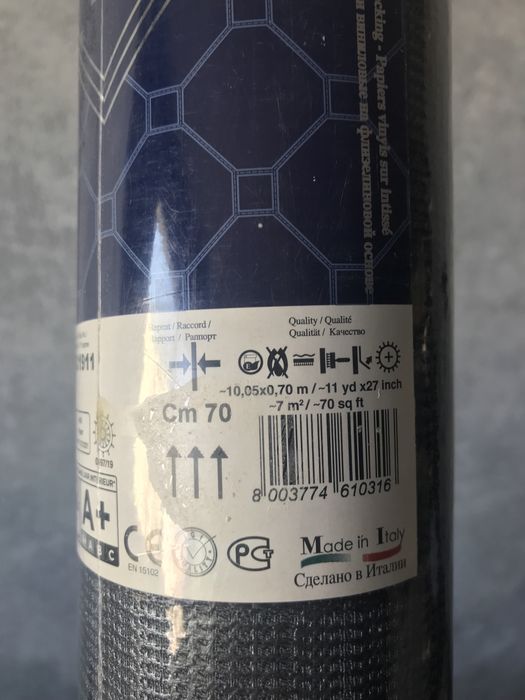 Papiers vinyls sur intissé
виниловые на флизелиновой основе
Repeat / Raccord /
Rapport / Раппорт
Quality / Qualité
Qualität / Качество
~10,05x0,70 m / ~11 yd x27 inch
~7 m² / ~70 sq ft
Cm 70
8 003774 610316
A+
A B C
CE
EN 15102
РСТ
Made in Italy
Сделано в Италии